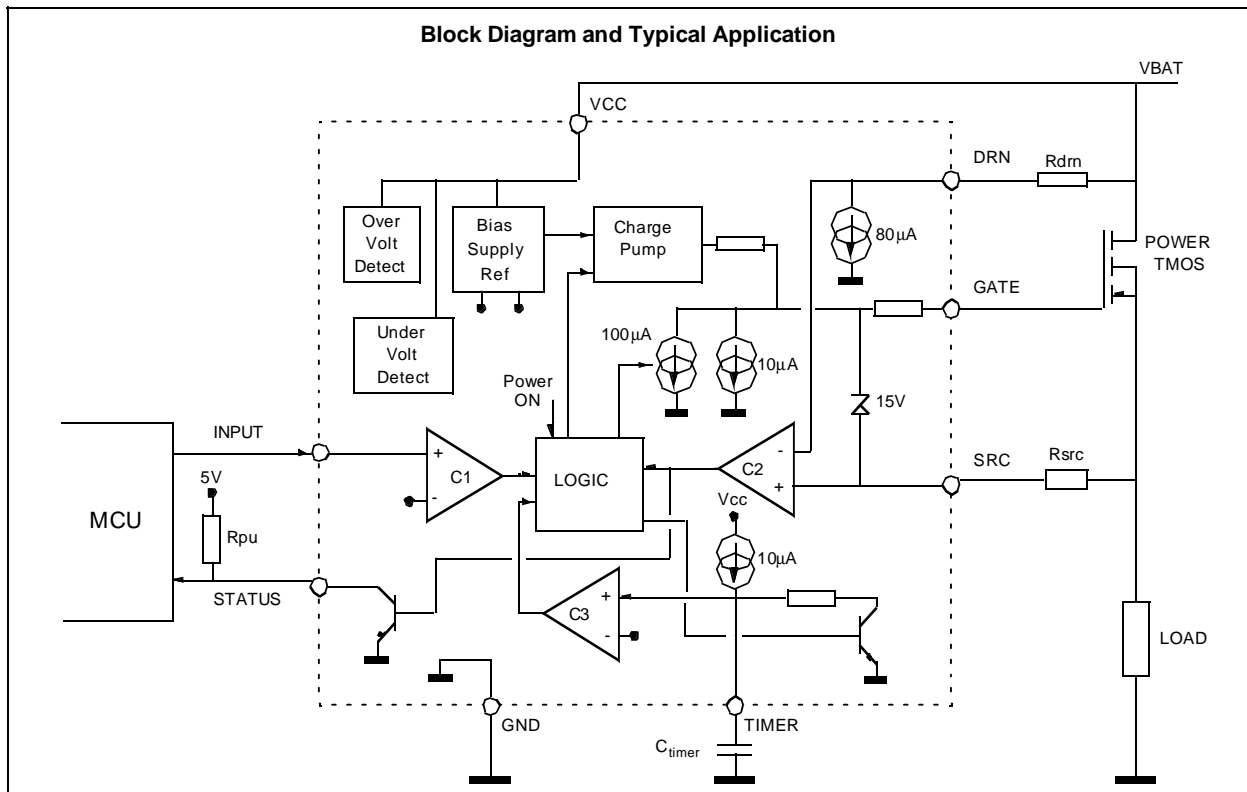 Block Diagram and Typical Application
VBAT
VCC
DRN
Rdrn
Over
Volt
Detect
Bias
Supply
Ref
Charge
Pump
80μA
POWER
TMOS
GATE
Under
Volt
Detect
100μA
10μA
Power
ON
15V
INPUT
+
C1
-
LOGIC
-
C2
+
SRC
Rsrc
5V
MCU
Rpu
Vcc
10μA
STATUS
+
C3
-
LOAD
GND
TIMER
Ctimer